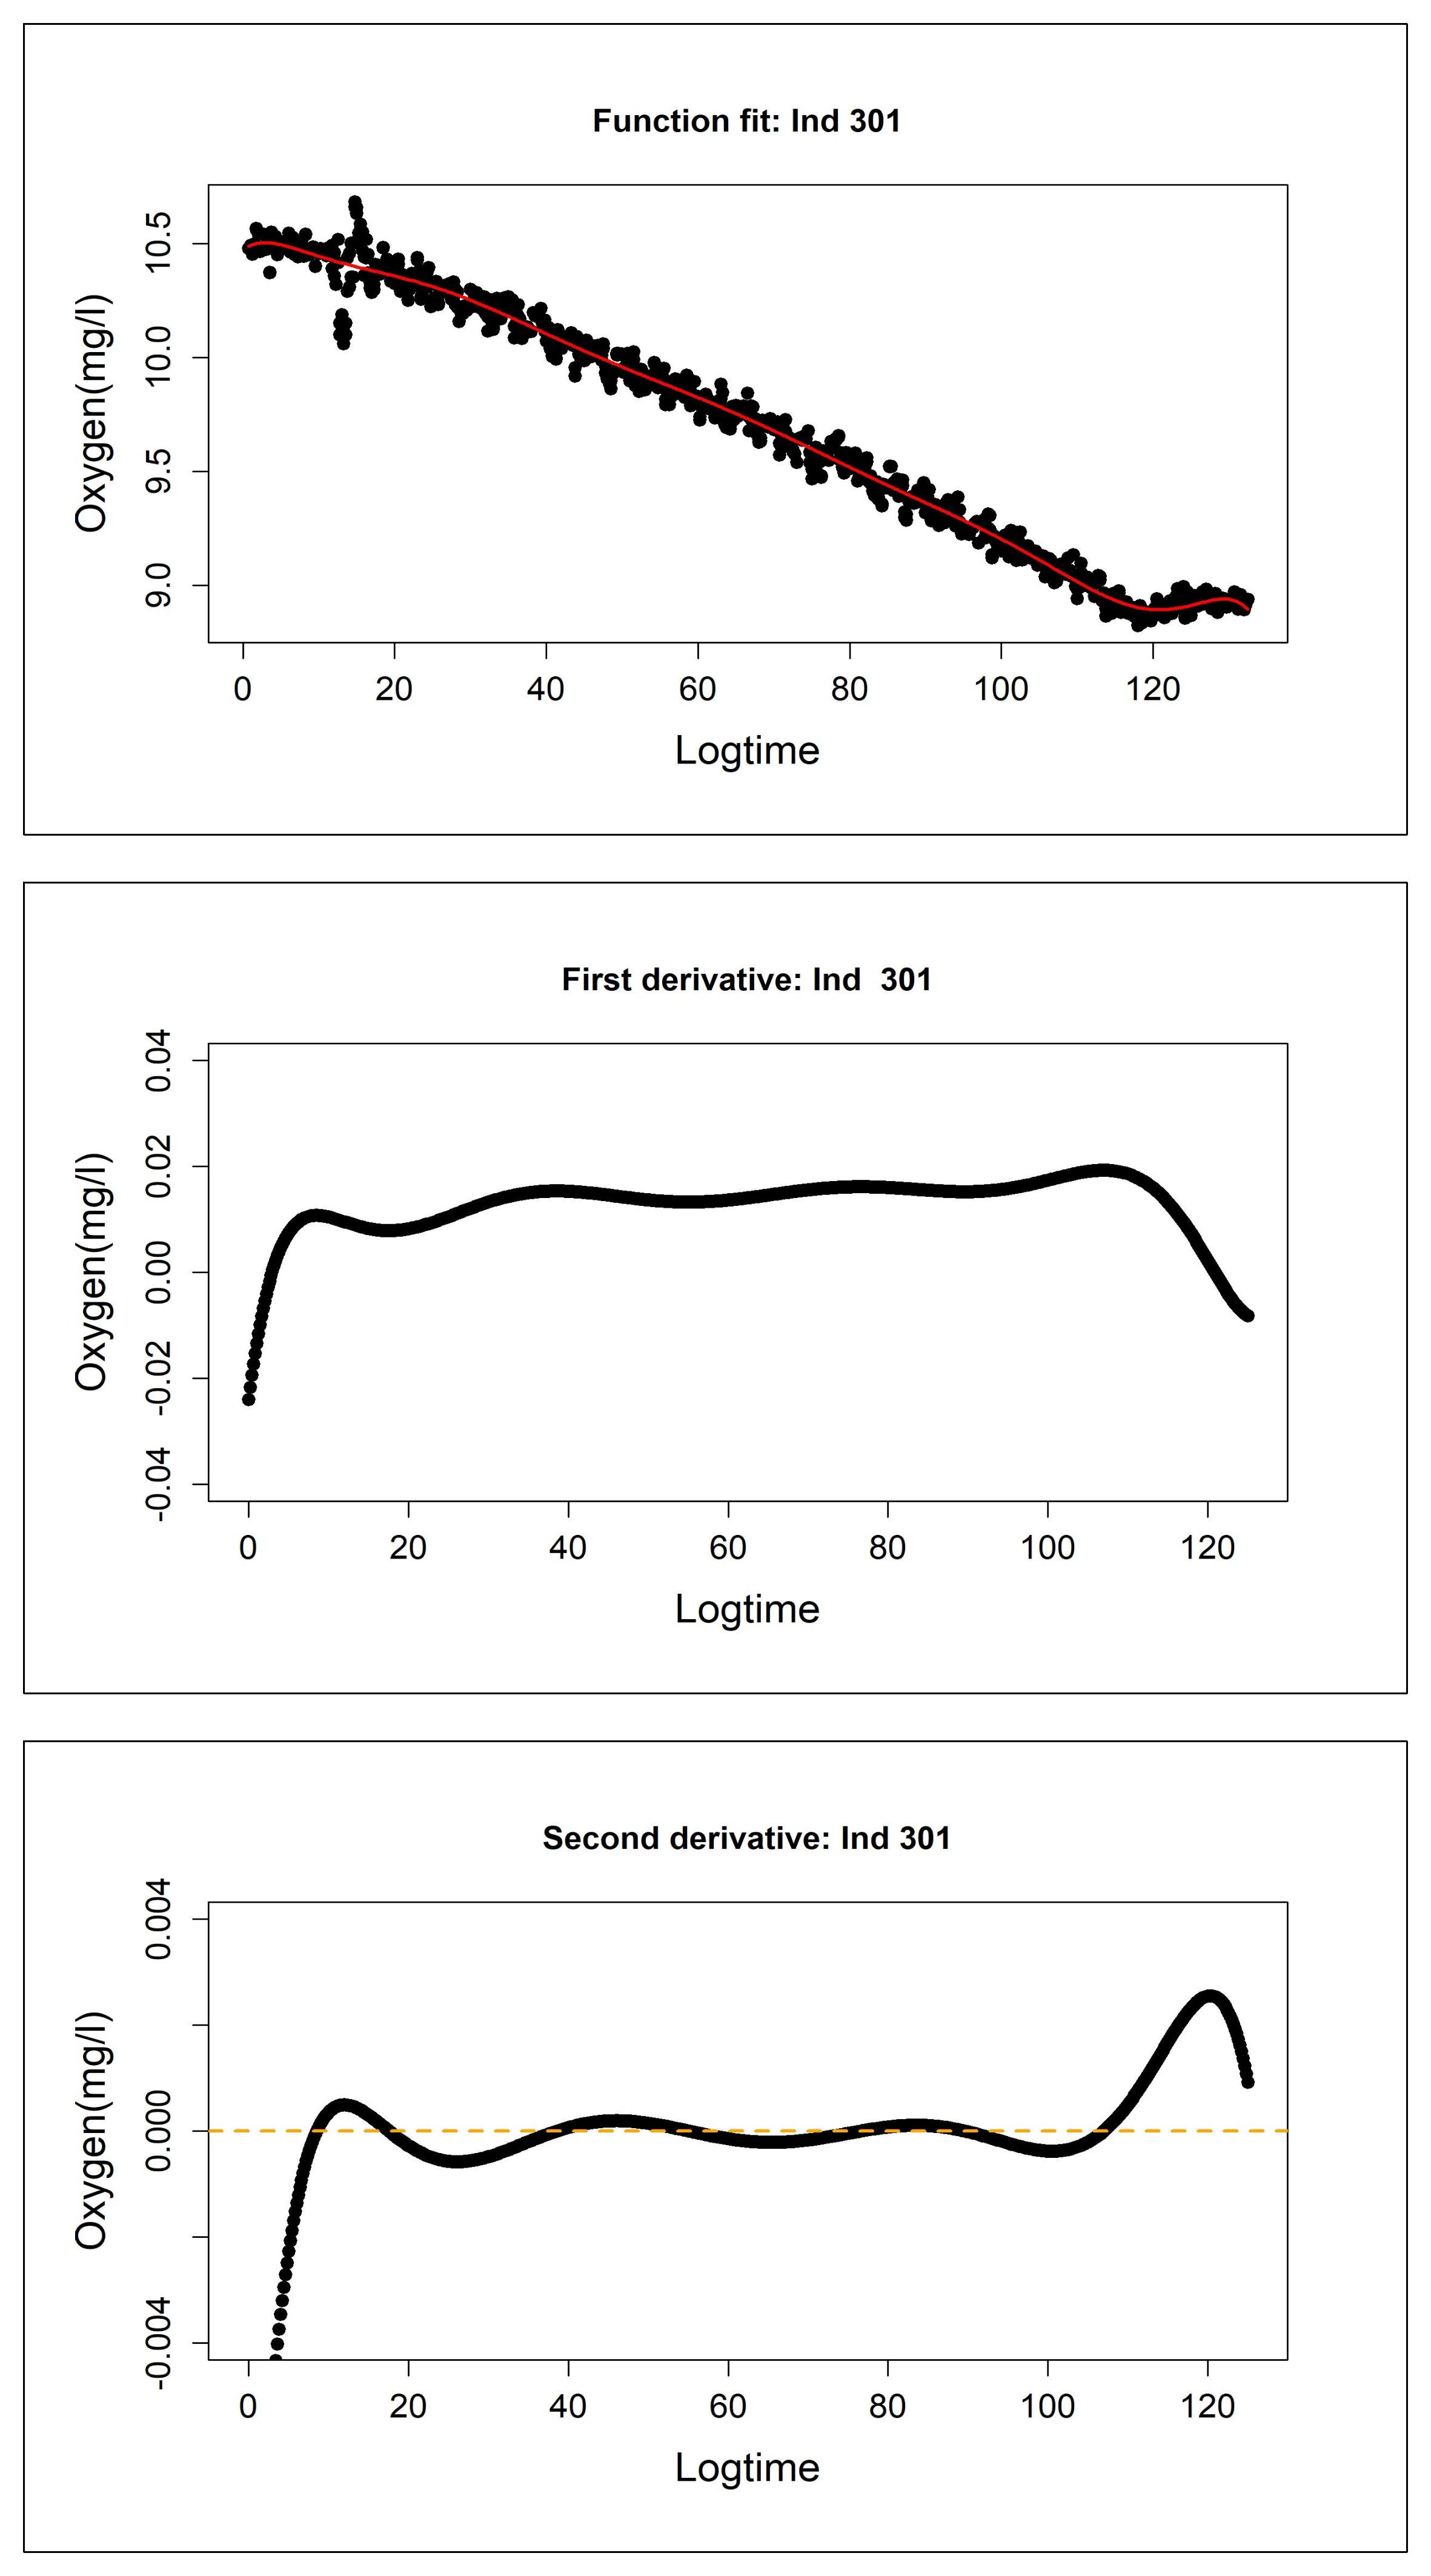 Function fit: Ind 301
Oxygen(mg/l)
10.5
10.0
9.5
9.0
0 20 40 60 80 100 120
Logtime
First derivative: Ind  301
Oxygen(mg/l)
0.04
0.02
0.00
-0.02
-0.04
0 20 40 60 80 100 120
Logtime
Second derivative: Ind 301
Oxygen(mg/l)
0.004
0.000
-0.004
0 20 40 60 80 100 120
Logtime